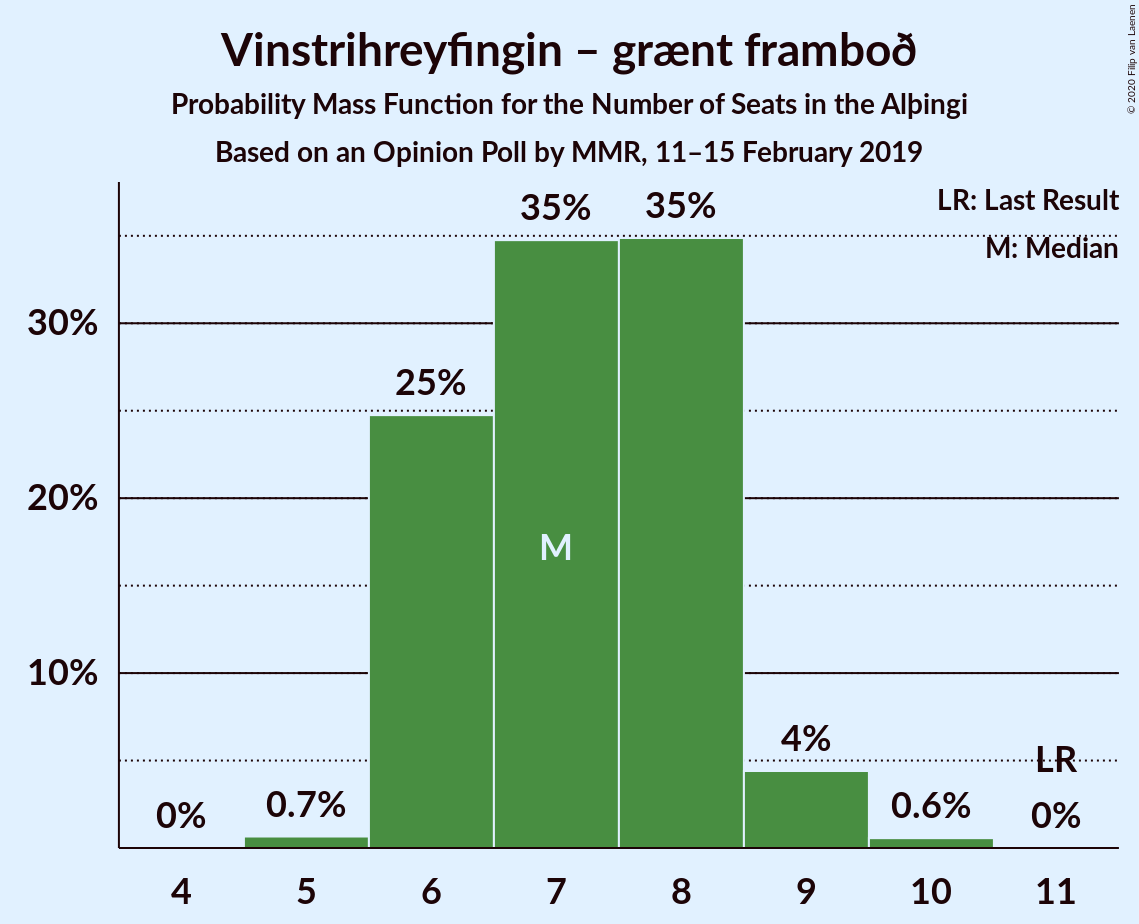 Vinstrihreyfingin – grænt framboð
Probability Mass Function for the Number of Seats in the Alþingi
Based on an Opinion Poll by MMR, 11–15 February 2019
© 2020 Filip van Laenen
LR: Last Result
M: Median
35%
35%
30%
25%
20%
M
10%
4%
LR
0%
0.7%
0.6%
0%
4
5
6
7
8
9
10
11